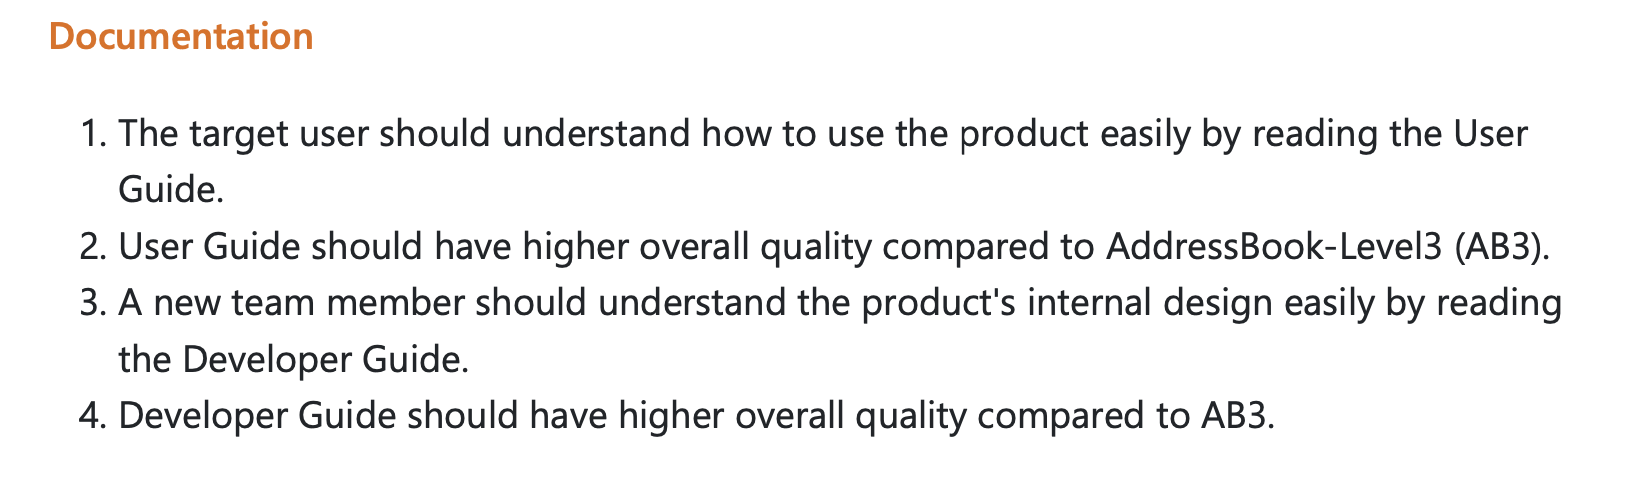 Documentation
1. The target user should understand how to use the product easily by reading the User
Guide.
2. User Guide should have higher overall quality compared to AddressBook-Level3 (AB3).
3. A new team member should understand the product's internal design easily by reading
the Developer Guide.
4. Developer Guide should have higher overall quality compared to AB3.